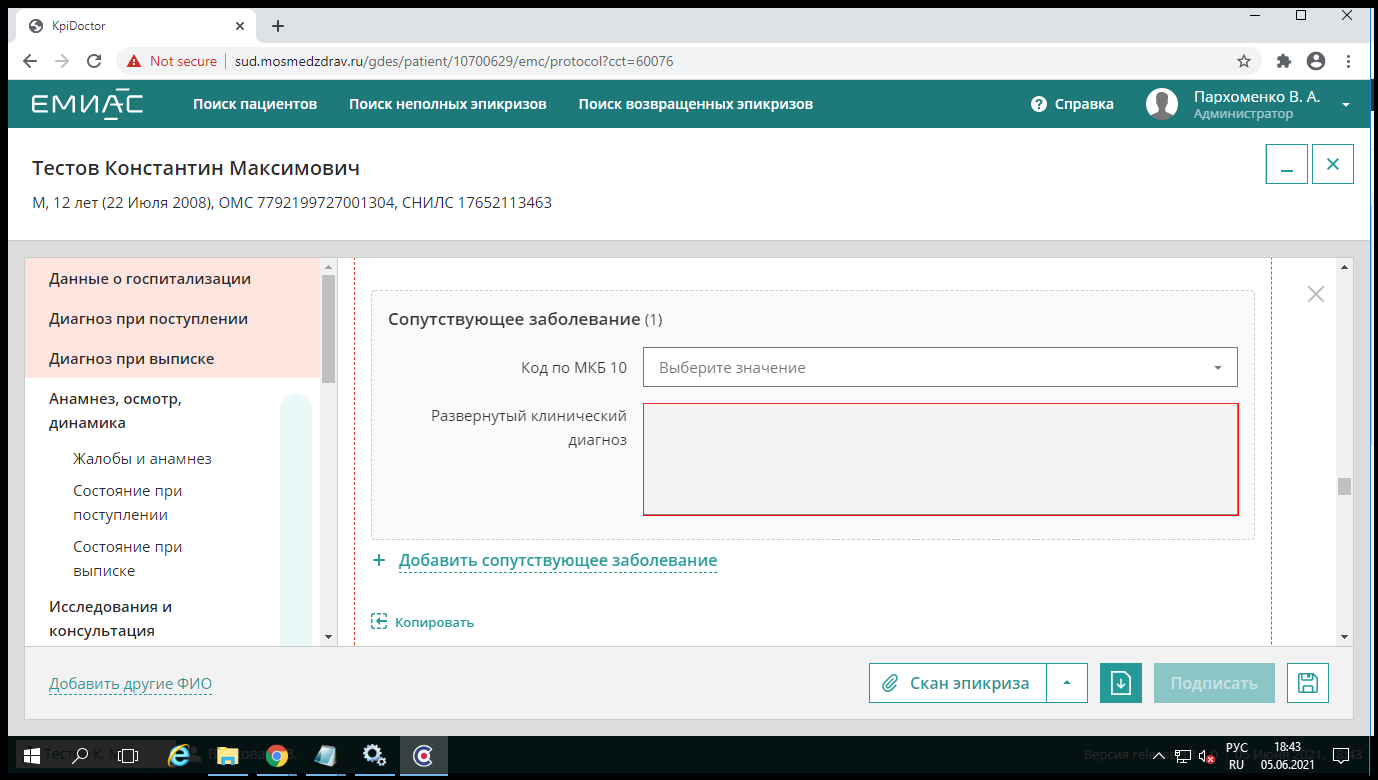 KpiDoctor
Not secure
sud.mosmedzdrav.ru/gdes/patient/10700629/emc/protocol?cct=60076
ЕМИАС
Поиск пациентов
Поиск неполных эпикризов
Поиск возвращенных эпикризов
Справка
Пархоменко В. А.
Администратор
Тестов Константин Максимович
М, 12 лет (22 Июля 2008), ОМС 7792199727001304, СНИЛС 17652113463
Данные о госпитализации
Диагноз при поступлении
Диагноз при выписке
Анамнез, осмотр,
динамика
Жалобы и анамнез
Состояние при
поступлении
Состояние при
выписке
Исследования и
консультация
Сопутствующее заболевание (1)
Код по МКБ 10
Выберите значение
Развернутый клинический
диагноз
+ Добавить сопутствующее заболевание
Копировать
Добавить другие ФИО
Скан эпикриза
Подписать
Версия release
РУС
RU
18:43
05.06.2021